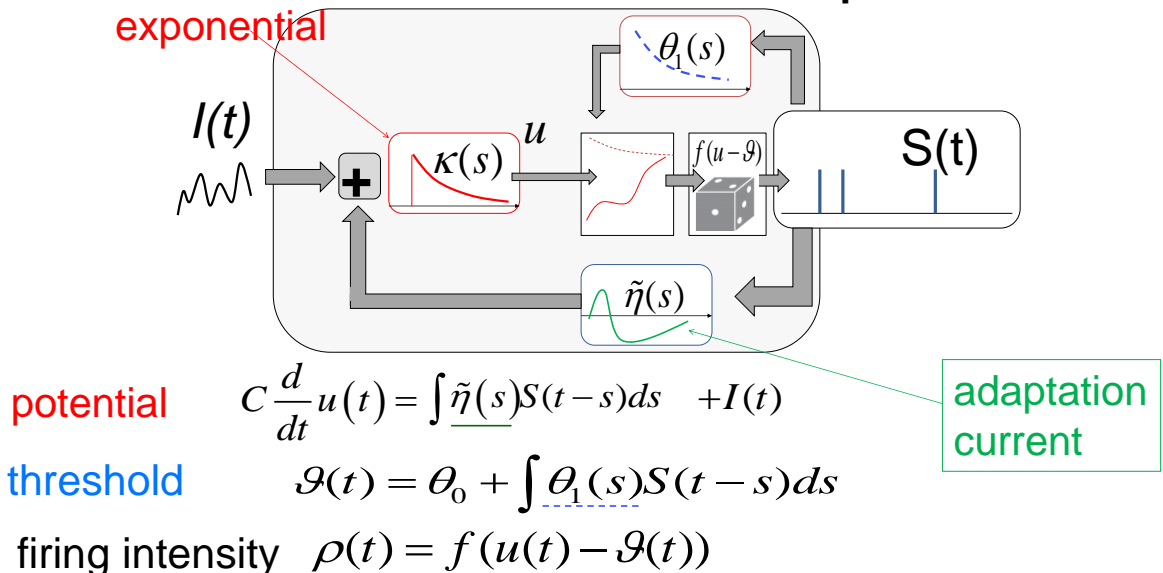 exponential
θ₁(s)
I(t)
+
κ(s)
u
f(u-ϑ)
S(t)
η̃(s)
potential C d/dt u(t) = ∫ η̃(s)S(t-s)ds +I(t)
adaptation
current
threshold ϑ(t) = θ₀ + ∫ θ₁(s)S(t-s)ds
firing intensity ρ(t) = f(u(t)-ϑ(t))